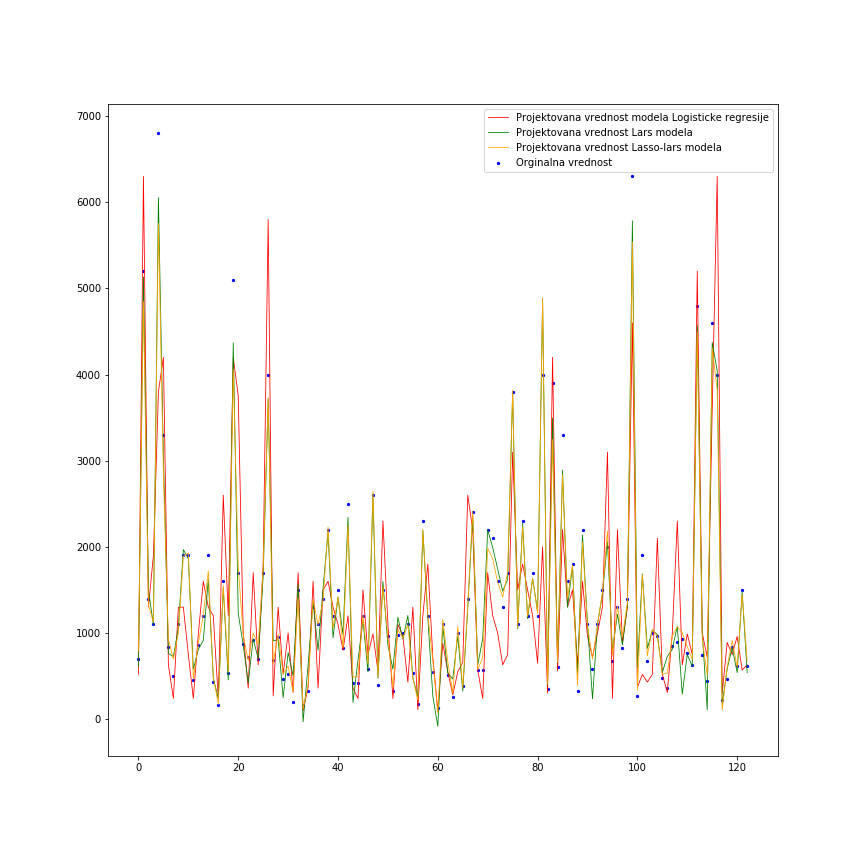 7000
6000
5000
4000
3000
2000
1000
0
Projektovana vrednost modela Logisticke regresije
Projektovana vrednost Lars modela
Projektovana vrednost Lasso-lars modela
Orginalna vrednost
0 20 40 60 80 100 120